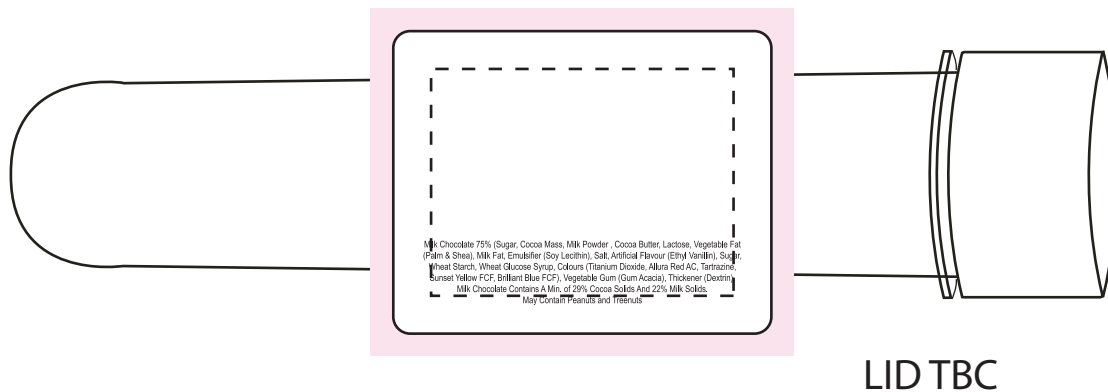 Milk Chocolate 75% (Sugar, Cocoa Mass, Milk Powder , Cocoa Butter, Lactose, Vegetable Fat
(Palm & Shea), Milk Fat, Emulsifier (Soy Lecithin), Salt, Artificial Flavour (Ethyl Vanillin), Sugar,
Wheat Starch, Wheat Glucose Syrup, Colours (Titanium Dioxide, Allura Red AC, Tartrazine,
Sunset Yellow FCF, Brilliant Blue FCF), Vegetable Gum (Gum Acacia), Thickener (Dextrin)
Milk Chocolate Contains A Min. of 29% Cocoa Solids And 22% Milk Solids.
May Contain Peanuts and Treenuts
LID TBC